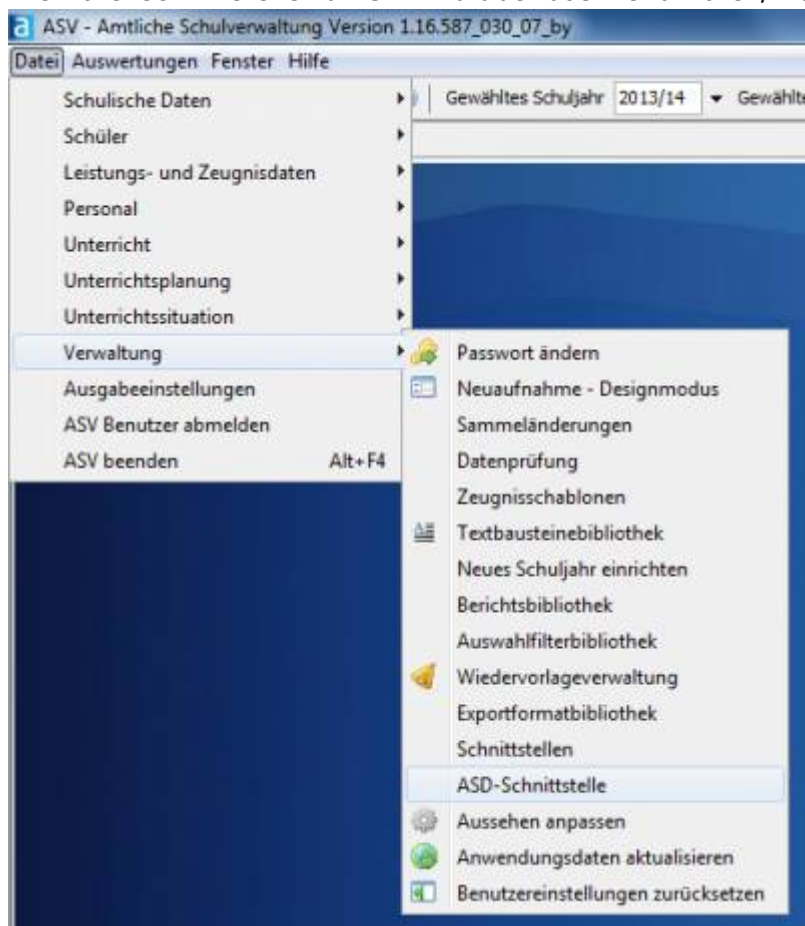 ASV - Amtliche Schulverwaltung Version 1.16.587_030_07_by
Datei Auswertungen Fenster Hilfe
Gewähltes Schuljahr 2013/14
Schulische Daten
Schüler
Leistungs- und Zeugnisdaten
Personal
Unterricht
Unterrichtsplanung
Unterrichtssituation
Verwaltung
Ausgabeeinstellungen
ASV Benutzer abmelden
ASV beenden Alt+F4
Passwort ändern
Neuaufnahme - Designmodus
Sammeländerungen
Datenprüfung
Zeugnisschablonen
Textbausteinebibliothek
Neues Schuljahr einrichten
Berichtsbibliothek
Auswahlfilterbibliothek
Wiedervorlageverwaltung
Exportformatbibliothek
Schnittstellen
ASD-Schnittstelle
Aussehen anpassen
Anwendungsdaten aktualisieren
Benutzereinstellungen zurücksetzen